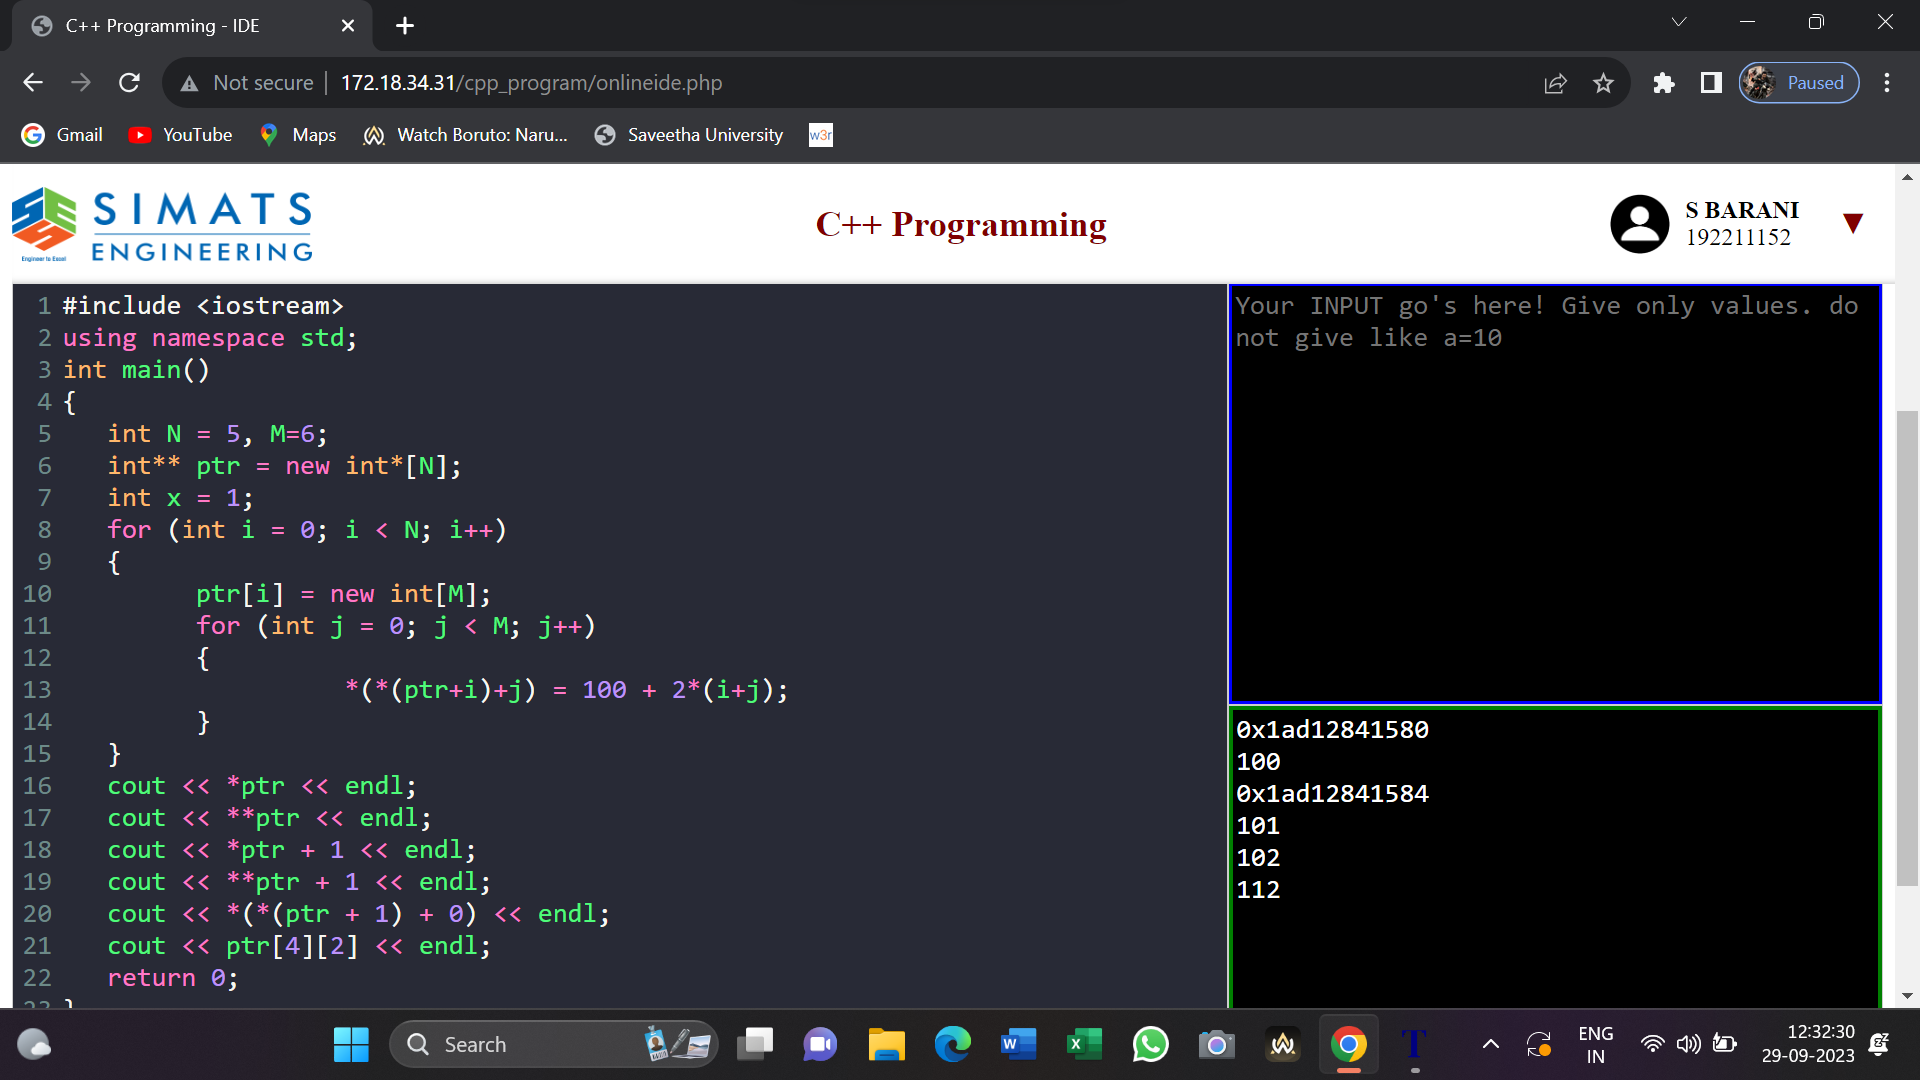 C++ Programming - IDE
Not secure | 172.18.34.31/cpp_program/onlineide.php
Paused
Gmail YouTube Maps Watch Boruto: Naru... Saveetha University w3r
SIMATS
ENGINEERING
Engineer to Excel
C++ Programming
S BARANI
192211152
1 #include <iostream>
2 using namespace std;
3 int main()
4 {
5 int N = 5, M=6;
6 int** ptr = new int*[N];
7 int x = 1;
8 for (int i = 0; i < N; i++)
9 {
10 ptr[i] = new int[M];
11 for (int j = 0; j < M; j++)
12 {
13 *(*(ptr+i)+j) = 100 + 2*(i+j);
14 }
15 }
16 cout << *ptr << endl;
17 cout << **ptr << endl;
18 cout << *ptr + 1 << endl;
19 cout << **ptr + 1 << endl;
20 cout << *(*(ptr + 1) + 0) << endl;
21 cout << ptr[4][2] << endl;
22 return 0;
23 }
Your INPUT go's here! Give only values. do
not give like a=10
0x1ad12841580
100
0x1ad12841584
101
102
112
Search
ENG
IN
12:32:30
29-09-2023